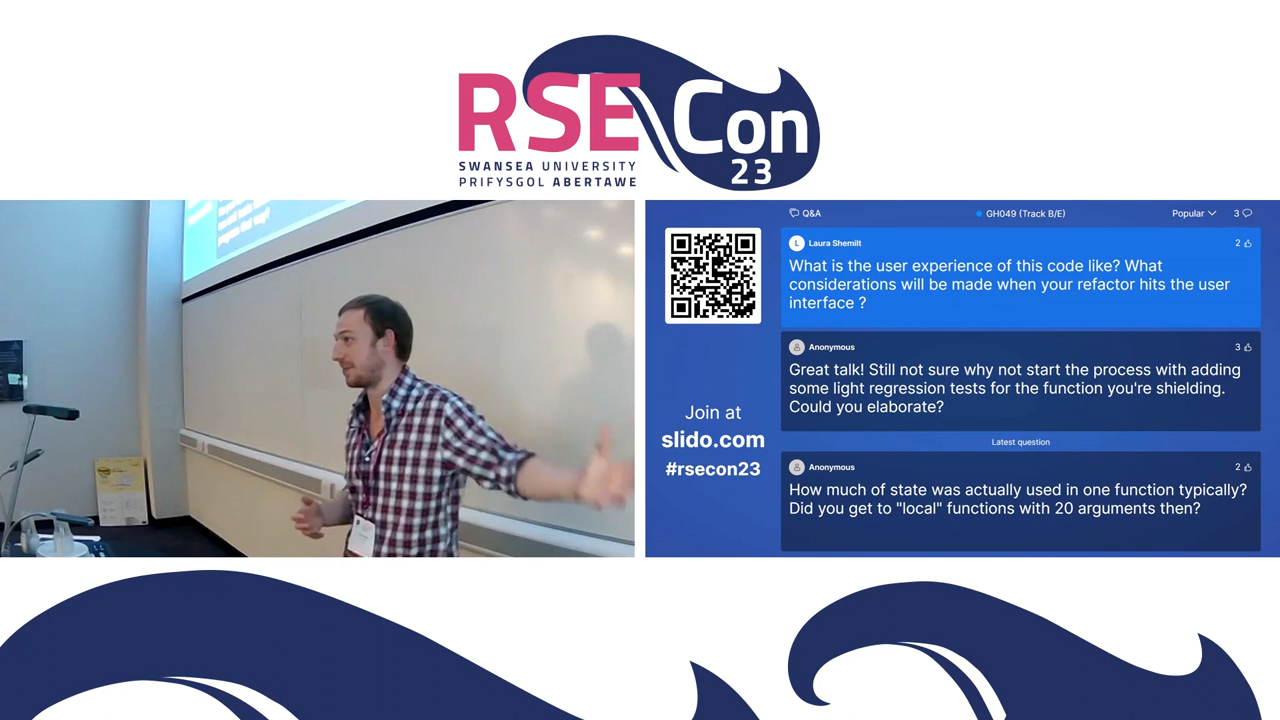 RSE Con
23
SWANSEA UNIVERSITY
PRIFYSGOL ABERTAWE
Q&A
GH049 (Track B/E)
Popular
3
Join at
slido.com
#rsecon23
L
Laura Shemilt
2
What is the user experience of this code like? What
considerations will be made when your refactor hits the user
interface ?
Anonymous
3
Great talk! Still not sure why not start the process with adding
some light regression tests for the function you're shielding.
Could you elaborate?
Latest question
Anonymous
2
How much of state was actually used in one function typically?
Did you get to "local" functions with 20 arguments then?